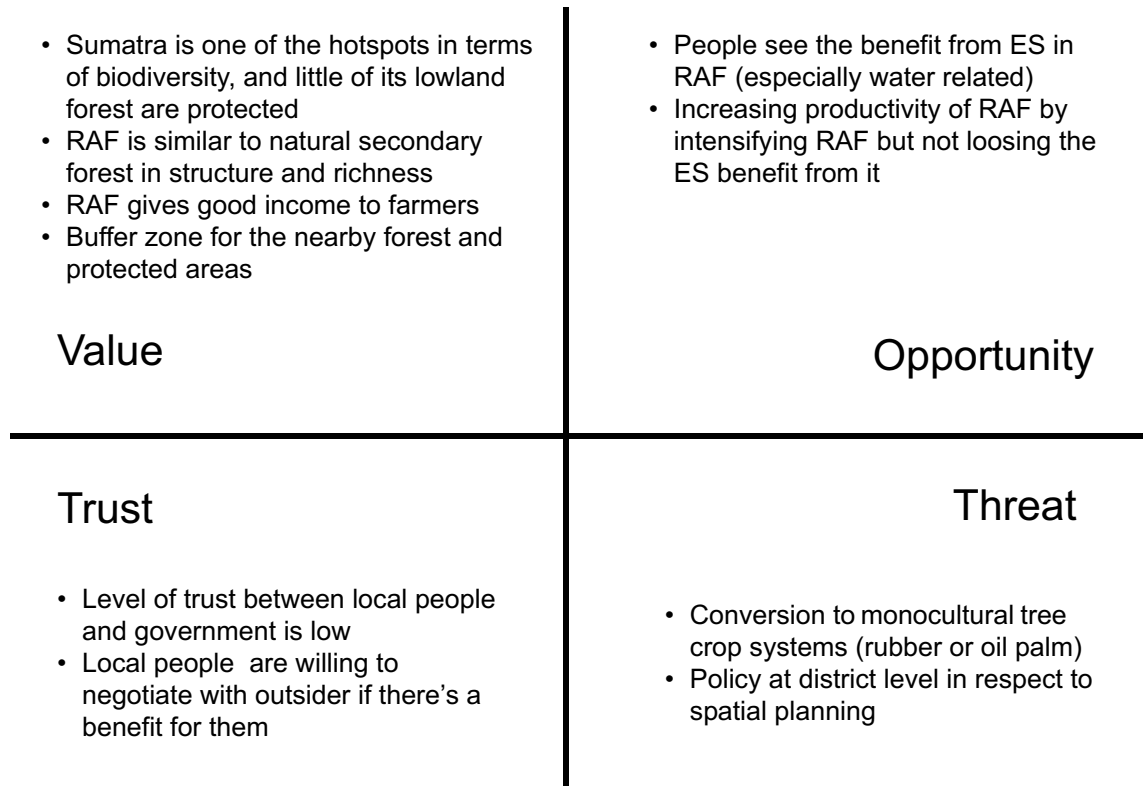 • Sumatra is one of the hotspots in terms
of biodiversity, and little of its lowland
forest are protected
• RAF is similar to natural secondary
forest in structure and richness
• RAF gives good income to farmers
• Buffer zone for the nearby forest and
protected areas
Value
• People see the benefit from ES in
RAF (especially water related)
• Increasing productivity of RAF by
intensifying RAF but not loosing the
ES benefit from it
Opportunity
Trust
• Level of trust between local people
and government is low
• Local people are willing to
negotiate with outsider if there's a
benefit for them
Threat
• Conversion to monocultural tree
crop systems (rubber or oil palm)
• Policy at district level in respect to
spatial planning